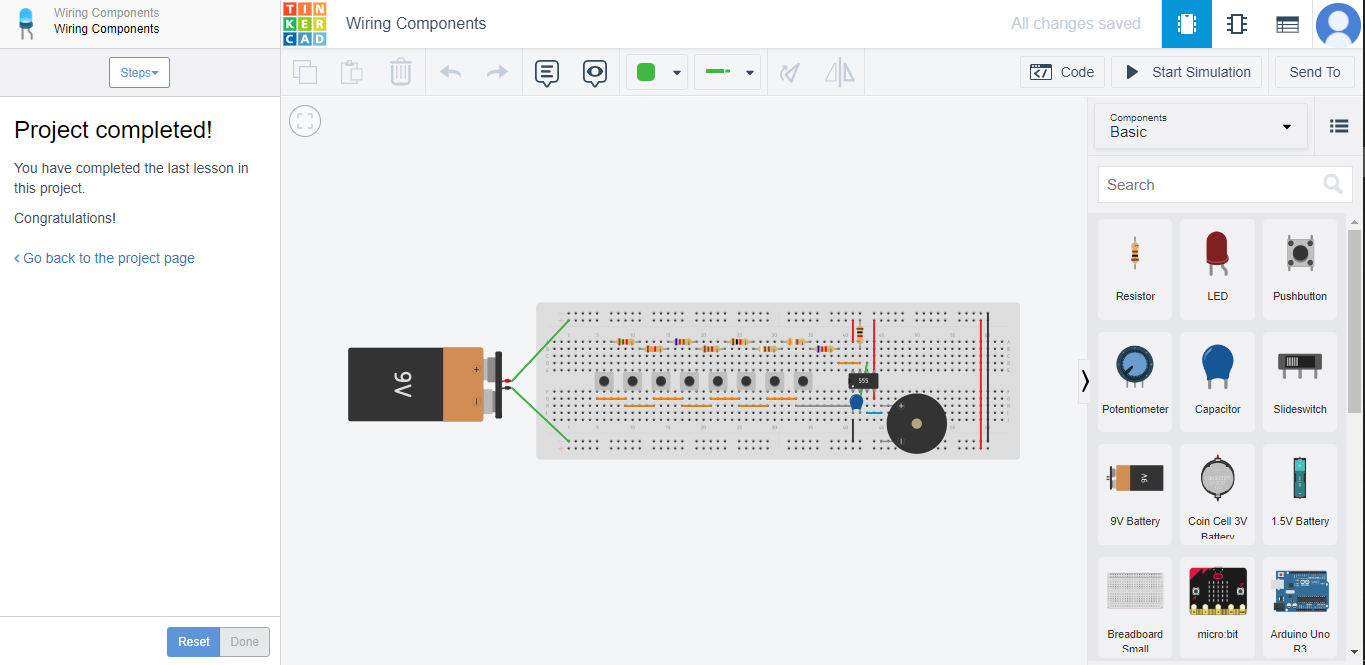 Wiring Components
Wiring Components
TIN
KER
CAD
Wiring Components
All changes saved
Steps
Code
Start Simulation
Send To
Project completed!
You have completed the last lesson in
this project.
Congratulations!
Go back to the project page
Components
Basic
Search
Resistor
LED
Pushbutton
9V
555
Potentiometer
Capacitor
Slideswitch
9V
9V Battery
Coin Cell 3V
Battery
1.5V Battery
Breadboard
Small
micro:bit
Arduino Uno
R3
Reset
Done